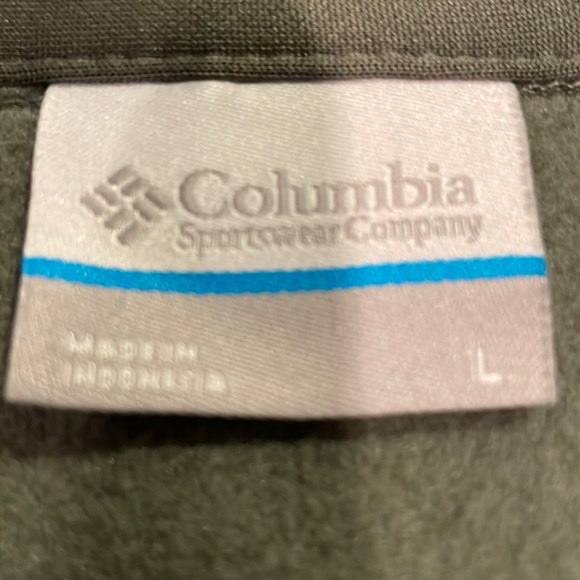 Columbia
Sportswear Company
MADE IN
INDONESIA
L